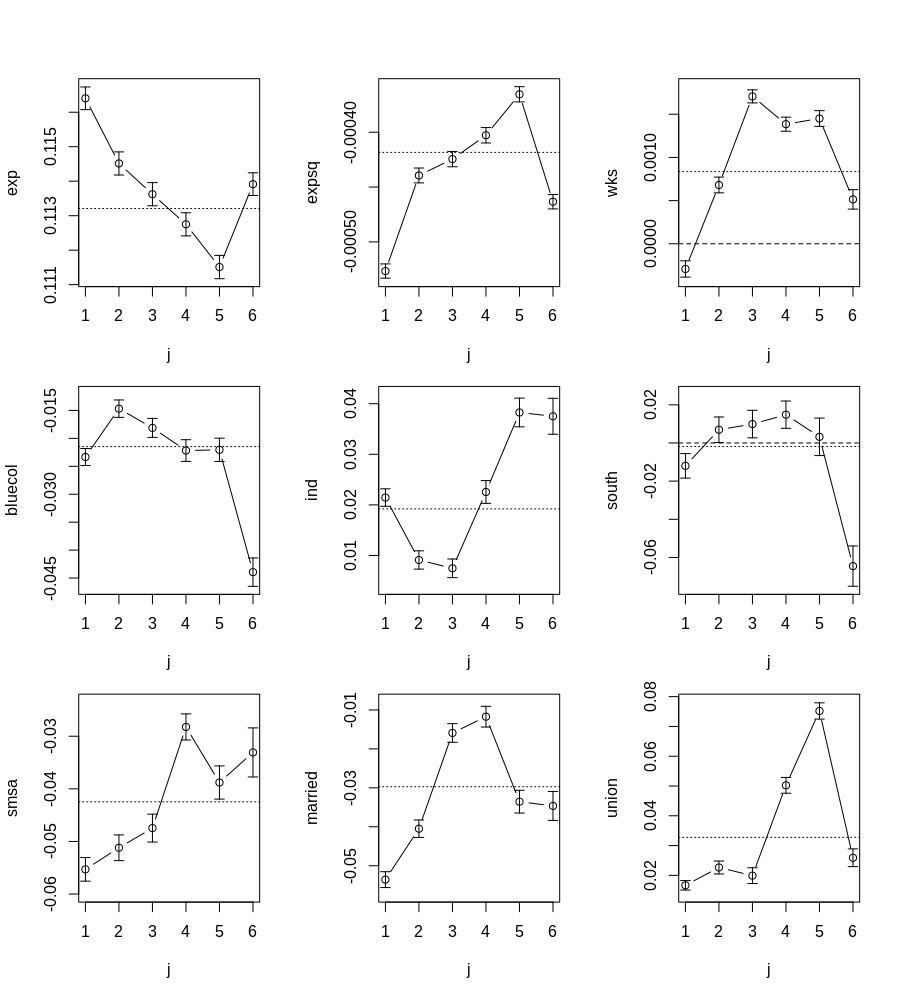 exp
0.111 0.113 0.115
1 2 3 4 5 6
j
expsq
-0.00050 -0.00040
1 2 3 4 5 6
j
wks
0.0000 0.0010
1 2 3 4 5 6
j
bluecol
-0.045 -0.030 -0.015
1 2 3 4 5 6
j
ind
0.01 0.02 0.03 0.04
1 2 3 4 5 6
j
south
-0.06 -0.02 0.02
1 2 3 4 5 6
j
smsa
-0.06 -0.05 -0.04 -0.03
1 2 3 4 5 6
j
married
-0.05 -0.03 -0.01
1 2 3 4 5 6
j
union
0.02 0.04 0.06 0.08
1 2 3 4 5 6
j